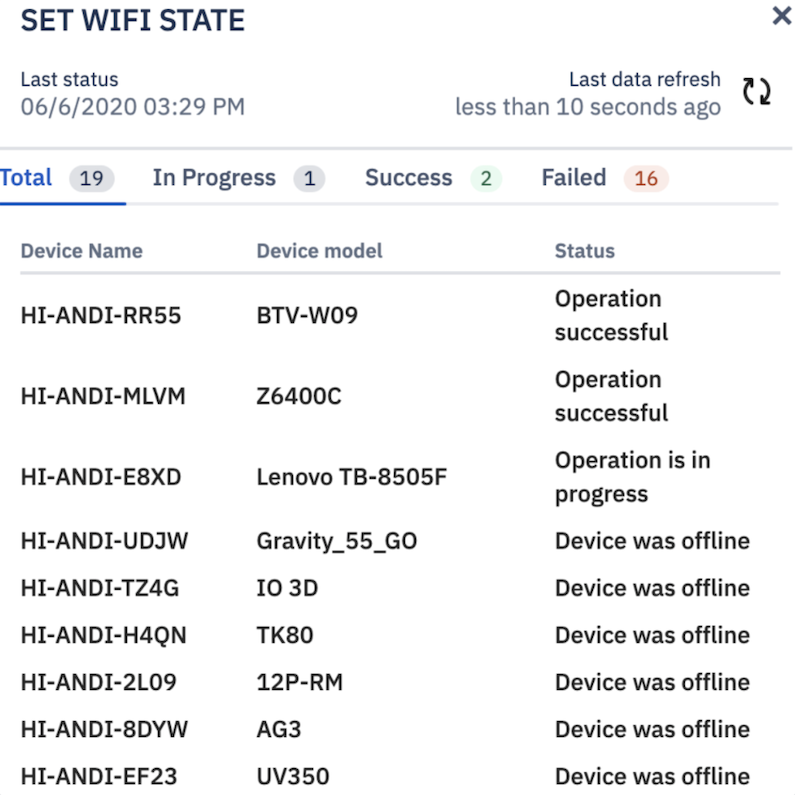 SET WIFI STATE
Last status
06/6/2020 03:29 PM
Last data refresh
less than 10 seconds ago
Total 19 In Progress 1 Success 2 Failed 16
Device Name Device model Status
HI-ANDI-RR55 BTV-W09 Operation
successful
HI-ANDI-MLVM Z6400C Operation
successful
HI-ANDI-E8XD Lenovo TB-8505F Operation is in
progress
HI-ANDI-UDJW Gravity_55_GO Device was offline
HI-ANDI-TZ4G IO 3D Device was offline
HI-ANDI-H4QN TK80 Device was offline
HI-ANDI-2L09 12P-RM Device was offline
HI-ANDI-8DYW AG3 Device was offline
HI-ANDI-EF23 UV350 Device was offline